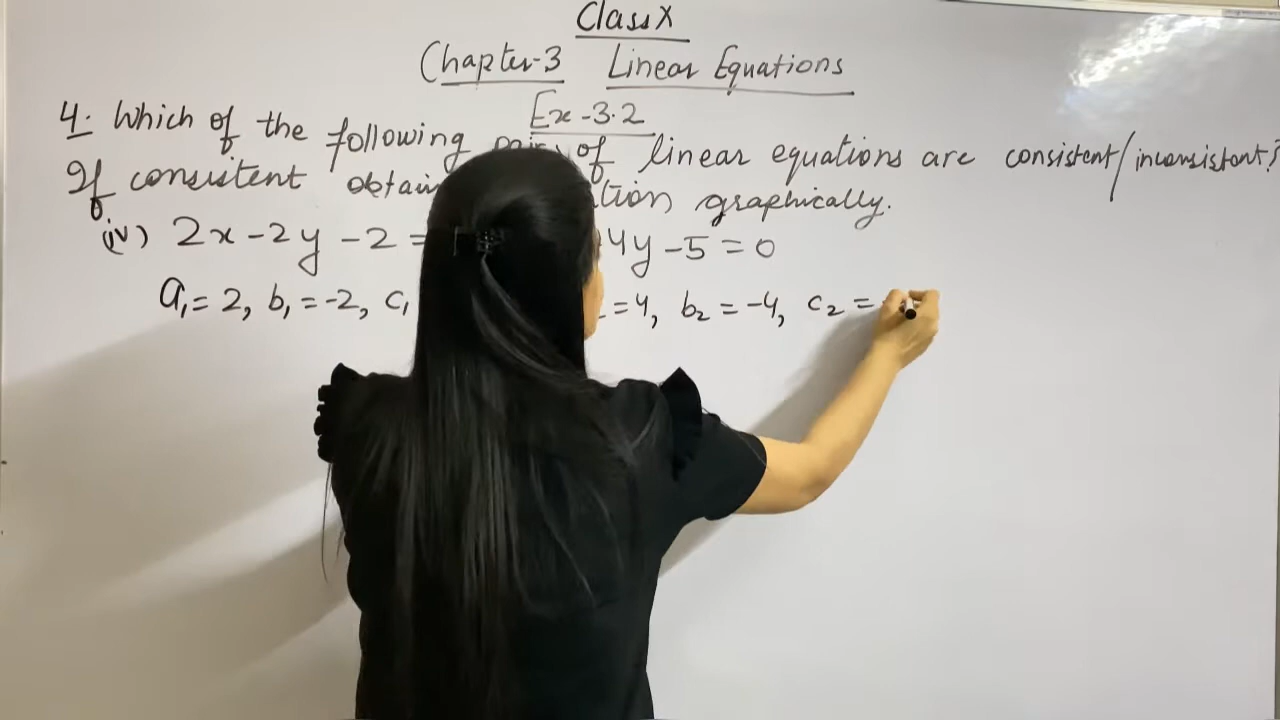 Class X
Chapter-3 Linear Equations
Ex-3.2
4. Which of the following of linear equations are consistent/inconsistent?
If consistent obtain graphically.
(iv) 2x-2y-2= 4y-5=0
a₁=2, b₁=-2, c₁ =4, b₂=-4, c₂=